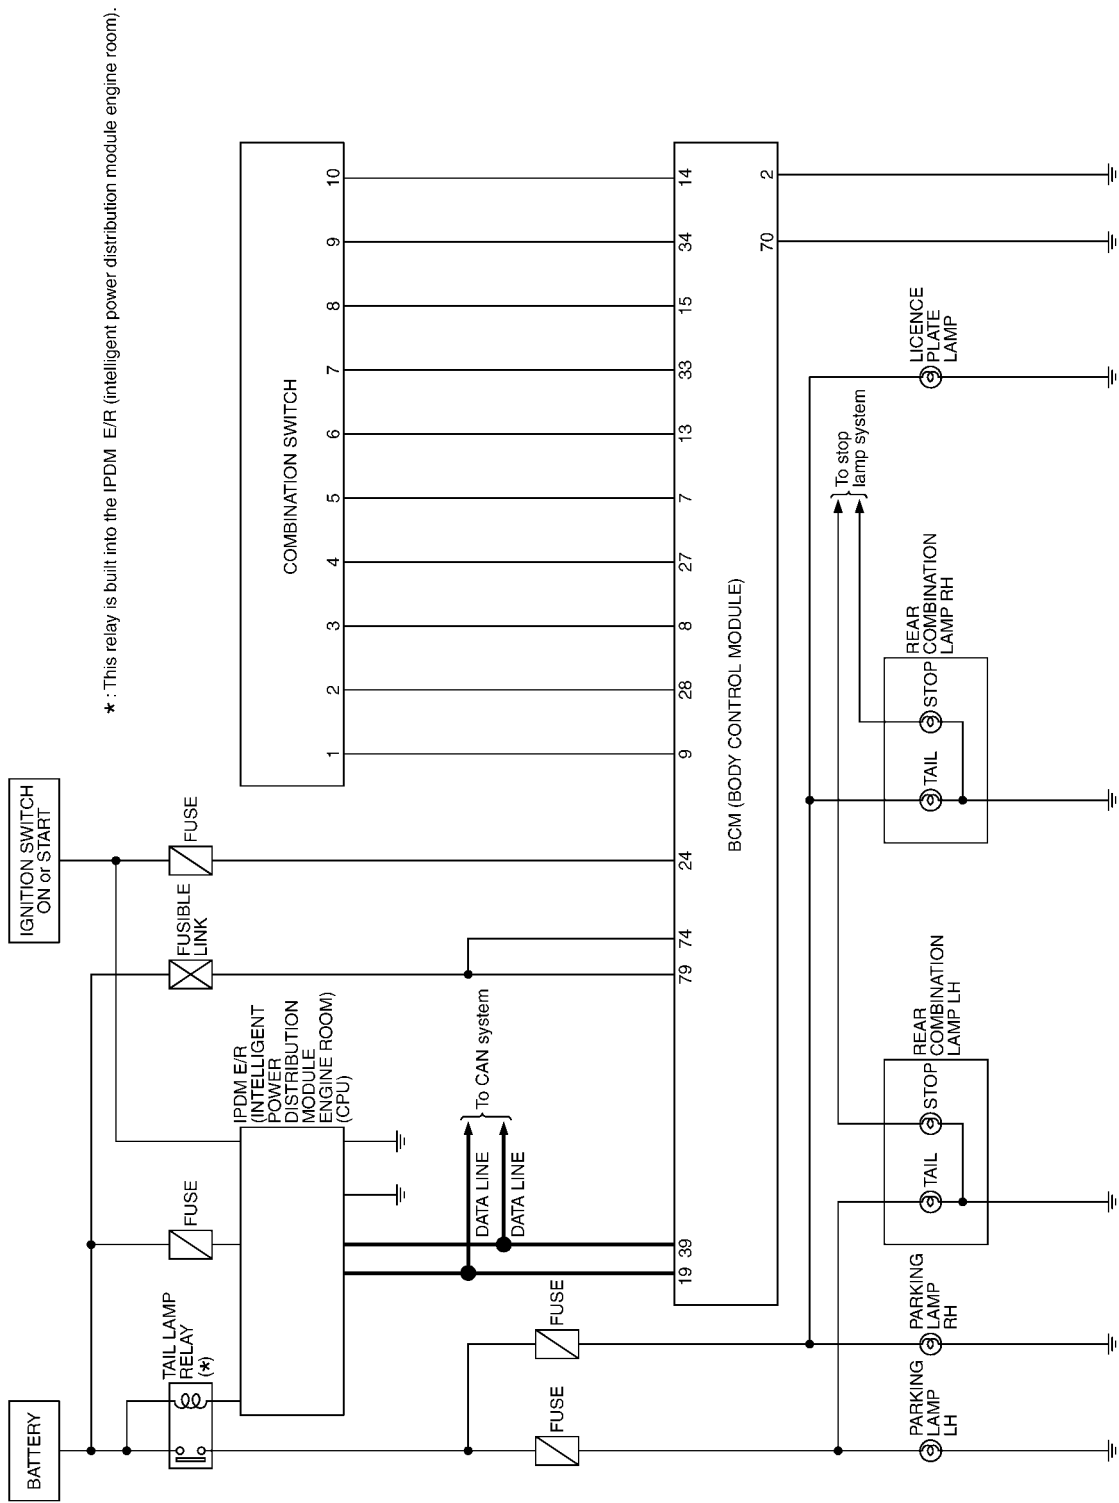 BATTERY
IGNITION SWITCH
ON or START
★ : This relay is built into the IPDM E/R (intelligent power distribution module engine room).
TAIL LAMP
RELAY
(★)
FUSE
FUSIBLE
LINK
FUSE
IPDM E/R
(INTELLIGENT
POWER
DISTRIBUTION
MODULE
ENGINE ROOM)
(CPU)
COMBINATION SWITCH
1
2
3
4
5
6
7
8
9
10
DATA LINE
DATA LINE
To CAN system
FUSE
FUSE
19
39
79
74
24
9
28
8
27
7
13
33
15
34
14
BCM (BODY CONTROL MODULE)
70
2
To stop
lamp system
PARKING
LAMP
LH
PARKING
LAMP
RH
REAR
COMBINATION
LAMP LH
TAIL
STOP
REAR
COMBINATION
LAMP RH
TAIL
STOP
LICENCE
PLATE
LAMP